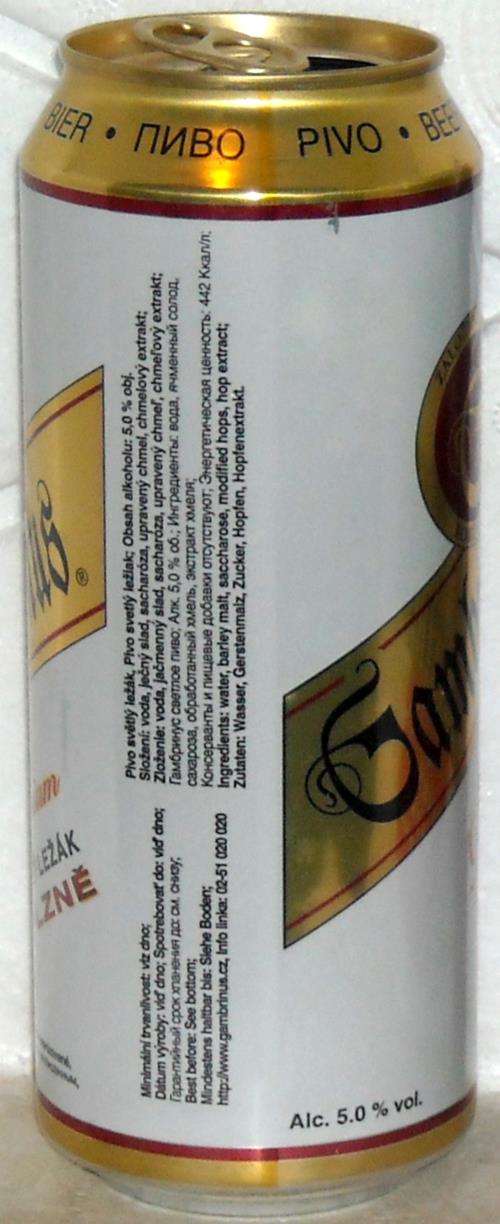 BIER • ПИВО PIVO • BEE
Pivo světlý ležák, Pivo svetlý ležiak; Obsah alkoholu: 5,0 % obj.
Složení: voda, ječný slad, sacharóza, upravený chmel, chmelový extrakt;
Zloženie: voda, jačmenný slad, sacharóza, upravený chmeľ, chmeľový extrakt;
Гамбринус светлое пиво; Алк. 5,0 % об.; Ингредиенты: вода, ячменный солод,
сахароза, обработанный хмель, экстракт хмеля;
Консерванты и пищевые добавки отсутствуют; Энергетическая ценность: 442 Ккал/л;
Ingredients: water, barley malt, saccharose, modified hops, hop extract;
Zutaten: Wasser, Gerstenmalz, Zucker, Hopfen, Hopfenextrakt.
Minimální trvanlivost: viz dno;
Dátum výroby: viď dno; Spotrebovať do: viď dno;
Гарантийный срок хпанения до: см. снизу;
Best before: See bottom;
Mindestens haltbar bis: Siehe Boden;
http://www.gambrinus.cz, Info linka: 02-51 020 020
®
LEŽÁK
LZNĚ
Gam
Alc. 5.0 % vol.